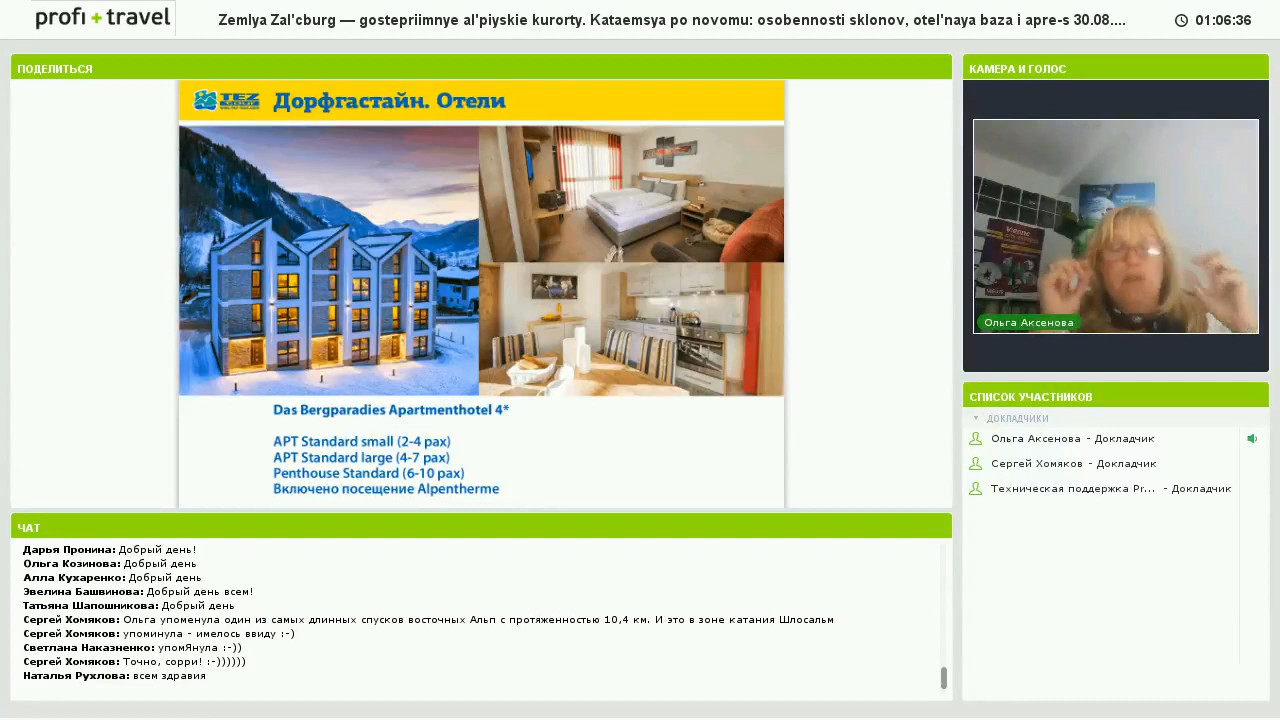 profi + travel
Zemlya Zal'cburg — gostepriimnye al'piyskie kurorty. Kataemsya po novomu: osobennosti sklonov, otel'naya baza i apre-s 30.08....
01:06:36
ПОДЕЛИТЬСЯ
TEZ TOUR
Дорфгастайн. Отели
Das Bergparadies Apartmenthotel 4*
APT Standard small (2-4 pax)
APT Standard large (4-7 pax)
Penthouse Standard (6-10 pax)
Включено посещение Alpentherme
ЧАТ
Дарья Пронина: Добрый день!
Ольга Козинова: Добрый день
Алла Кухаренко: Добрый день
Эвелина Башвинова: Добрый день всем!
Татьяна Шапошникова: Добрый день
Сергей Хомяков: Ольга упоменула один из самых длинных спусков восточных Альп с протяженностью 10,4 км. И это в зоне катания Шлосальм
Сергей Хомяков: упоминула - имелось ввиду :-)
Светлана Наказненко: упомЯнула :-))
Сергей Хомяков: Точно, сорри! :-))))))
Наталья Рухлова: всем здравия
КАМЕРА И ГОЛОС
Ольга Аксенова
СПИСОК УЧАСТНИКОВ
ДОКЛАДЧИКИ
Ольга Аксенова - Докладчик
Сергей Хомяков - Докладчик
Техническая поддержка Pr... - Докладчик